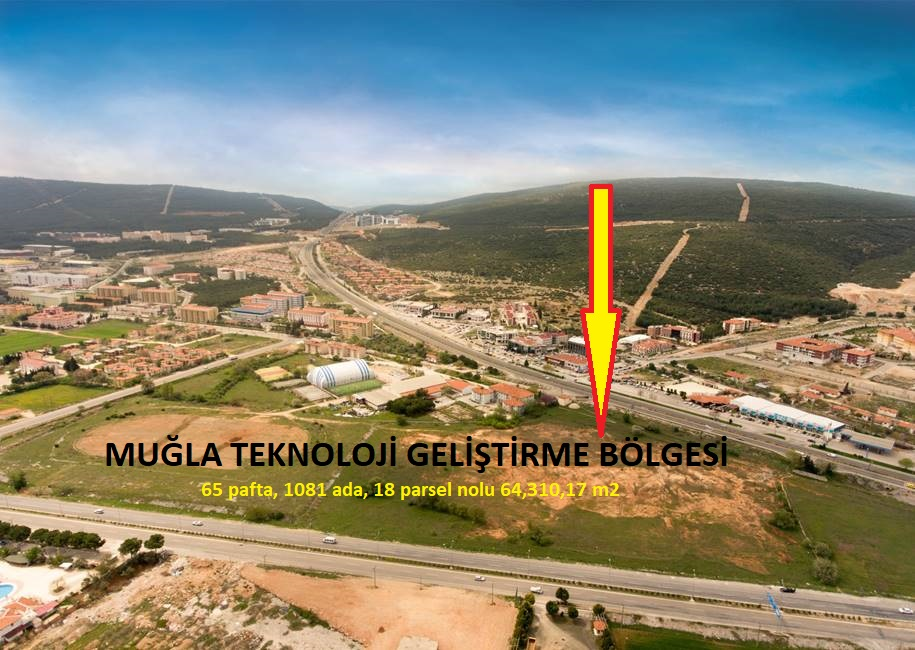 MUĞLA TEKNOLOJİ GELİŞTİRME BÖLGESİ
65 pafta, 1081 ada, 18 parsel nolu 64,310,17 m2